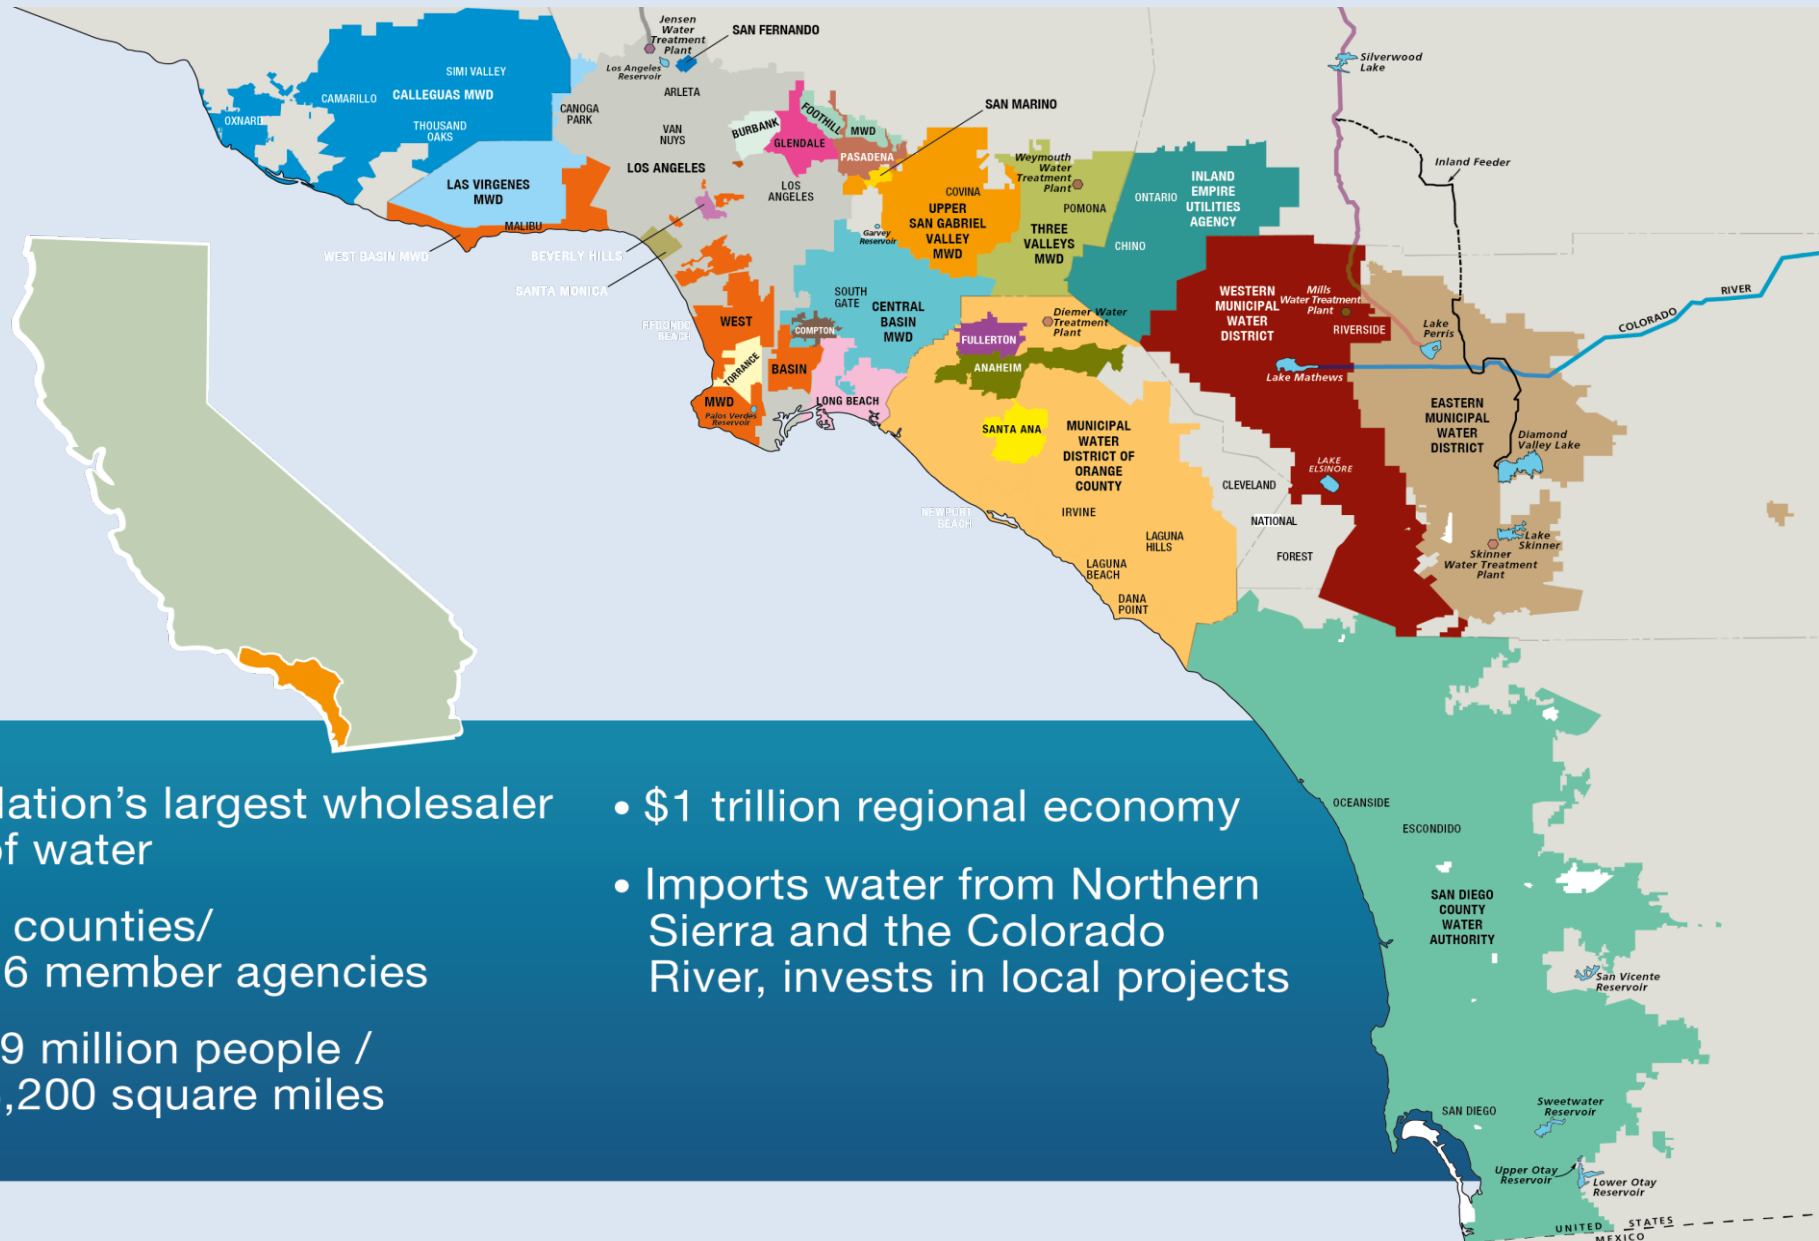 Jensen
Water
Treatment
Plant
SAN FERNANDO
Los Angeles
Reservoir
ARLETA
SIMI VALLEY
CALLEGUAS MWD
CAMARILLO
OXNARD
THOUSAND
OAKS
CANOGA
PARK
VAN
NUYS
LOS ANGELES
LOS
ANGELES
BURBANK
GLENDALE
FOOTHILL
MWD
PASADENA
SAN MARINO
LAS VIRGENES
MWD
MALIBU
WEST BASIN MWD
BEVERLY HILLS
SANTA MONICA
REDONDO
BEACH
Garvey
Reservoir
COVINA
UPPER
SAN GABRIEL
VALLEY
MWD
Weymouth
Water
Treatment
Plant
POMONA
THREE
VALLEYS
MWD
ONTARIO
INLAND
EMPIRE
UTILITIES
AGENCY
CHINO
Silverwood
Lake
Inland Feeder
SOUTH
GATE
CENTRAL
BASIN
MWD
COMPTON
WEST
BASIN
MWD
TORRANCE
Palos Verdes
Reservoir
LONG BEACH
Diemer Water
Treatment
Plant
FULLERTON
ANAHEIM
SANTA ANA
MUNICIPAL
WATER
DISTRICT OF
ORANGE
COUNTY
NEWPORT
BEACH
IRVINE
LAGUNA
HILLS
LAGUNA
BEACH
DANA
POINT
WESTERN
MUNICIPAL
WATER
DISTRICT
Mills
Water Treatment
Plant
RIVERSIDE
Lake Mathews
Lake
Perris
COLORADO
RIVER
LAKE
ELSINORE
CLEVELAND
NATIONAL
FOREST
EASTERN
MUNICIPAL
WATER
DISTRICT
Diamond
Valley Lake
Lake
Skinner
Skinner
Water Treatment
Plant
OCEANSIDE
ESCONDIDO
SAN DIEGO
COUNTY
WATER
AUTHORITY
San Vicente
Reservoir
SAN DIEGO
Sweetwater
Reservoir
Upper Otay
Reservoir
Lower Otay
Reservoir
UNITED STATES
MEXICO
lation's largest wholesaler
of water
counties/
6 member agencies
9 million people /
,200 square miles
• $1 trillion regional economy
• Imports water from Northern
Sierra and the Colorado
River, invests in local projects